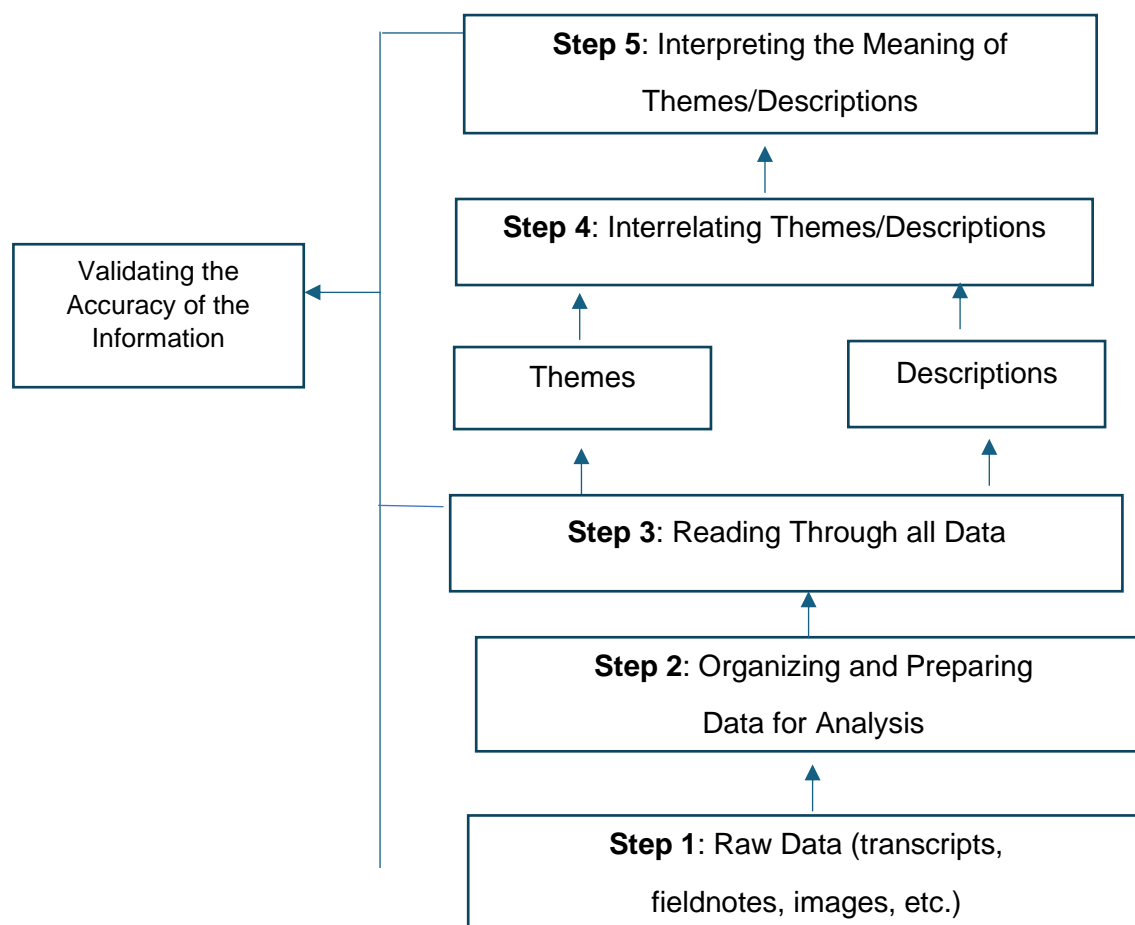 Step 5: Interpreting the Meaning of
Themes/Descriptions
Step 4: Interrelating Themes/Descriptions
Validating the
Accuracy of the
Information
Themes
Descriptions
Step 3: Reading Through all Data
Step 2: Organizing and Preparing
Data for Analysis
Step 1: Raw Data (transcripts,
fieldnotes, images, etc.)